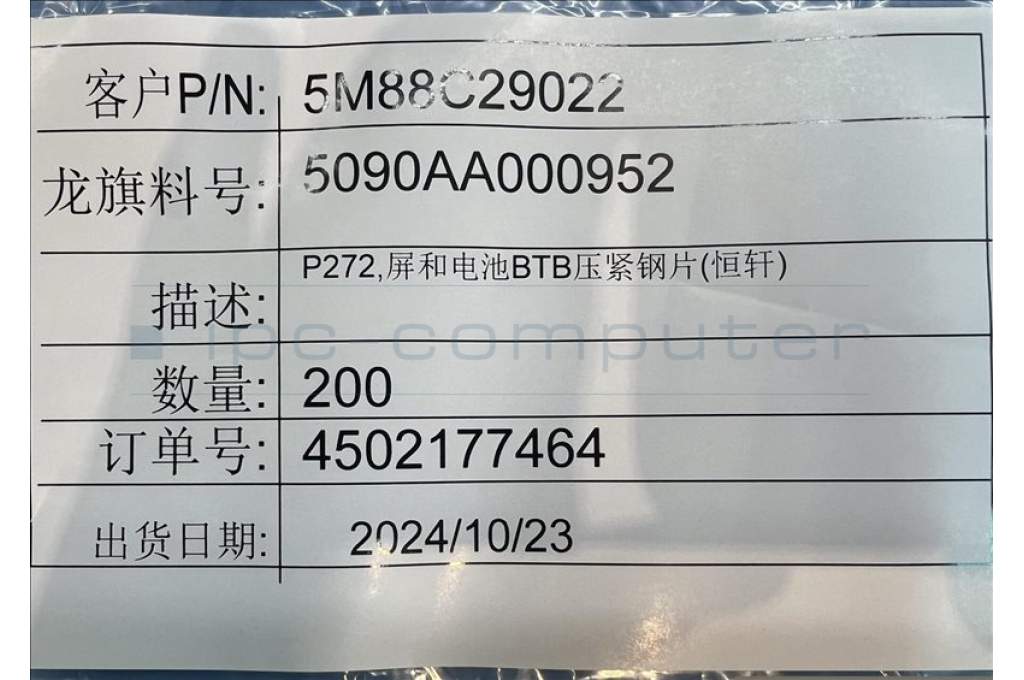 客户P/N: 5M88C29022
龙旗料号: 5090AA000952
描述: P272,屏和电池BTB压紧钢片(恒轩)
ipc computer
数量: 200
订单号: 4502177464
出货日期: 2024/10/23